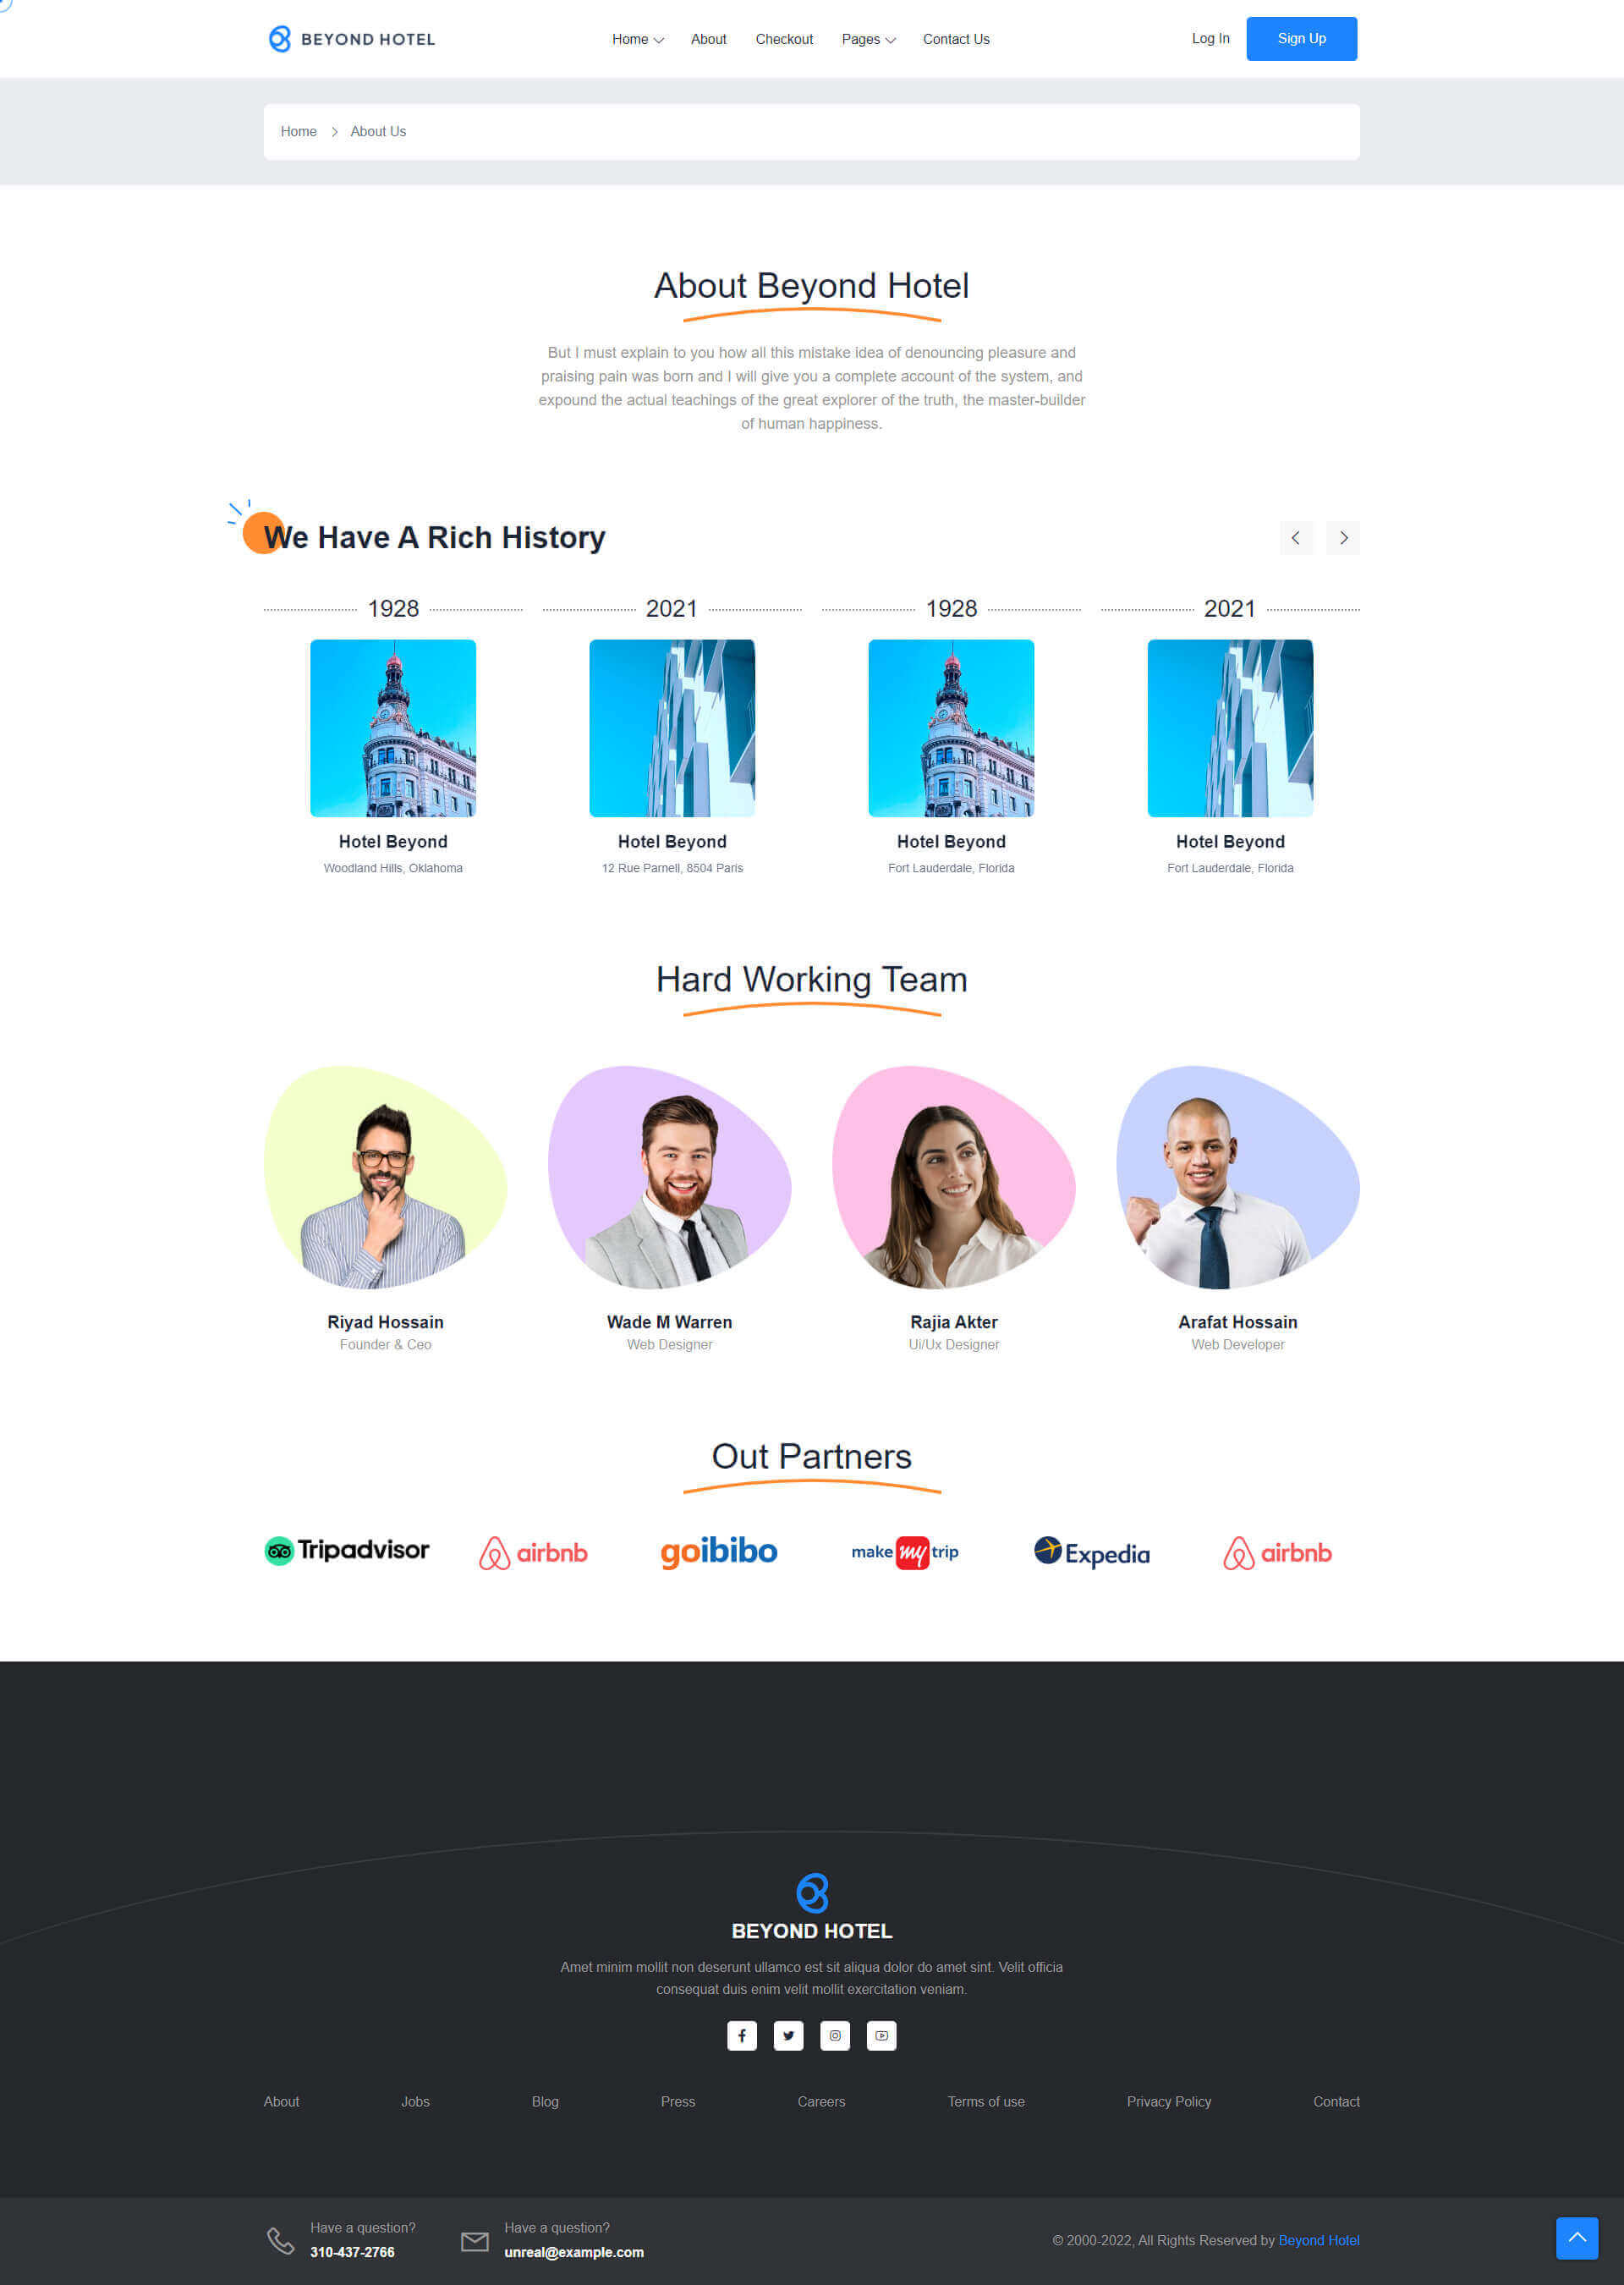 BEYOND HOTEL
Home About Checkout Pages Contact Us
Log In Sign Up
Home About Us
About Beyond Hotel
But I must explain to you how all this mistake idea of denouncing pleasure and
praising pain was born and I will give you a complete account of the system, and
expound the actual teachings of the great explorer of the truth, the master-builder
of human happiness.
We Have A Rich History
1928 2021 1928 2021
Hotel Beyond Hotel Beyond Hotel Beyond Hotel Beyond
Woodland Hills, Oklahoma 12 Rue Parnell, 8504 Paris Fort Lauderdale, Florida Fort Lauderdale, Florida
Hard Working Team
Riyad Hossain Wade M Warren Rajia Akter Arafat Hossain
Founder & Ceo Web Designer Ui/Ux Designer Web Developer
Out Partners
Tripadvisor airbnb goibibo make my trip Expedia airbnb
BEYOND HOTEL
Amet minim mollit non deserunt ullamco est sit aliqua dolor do amet sint. Velit officia
consequat duis enim velit mollit exercitation veniam.
About Jobs Blog Press Careers Terms of use Privacy Policy Contact
Have a question? Have a question?
310-437-2766 unreal@example.com
© 2000-2022, All Rights Reserved by Beyond Hotel